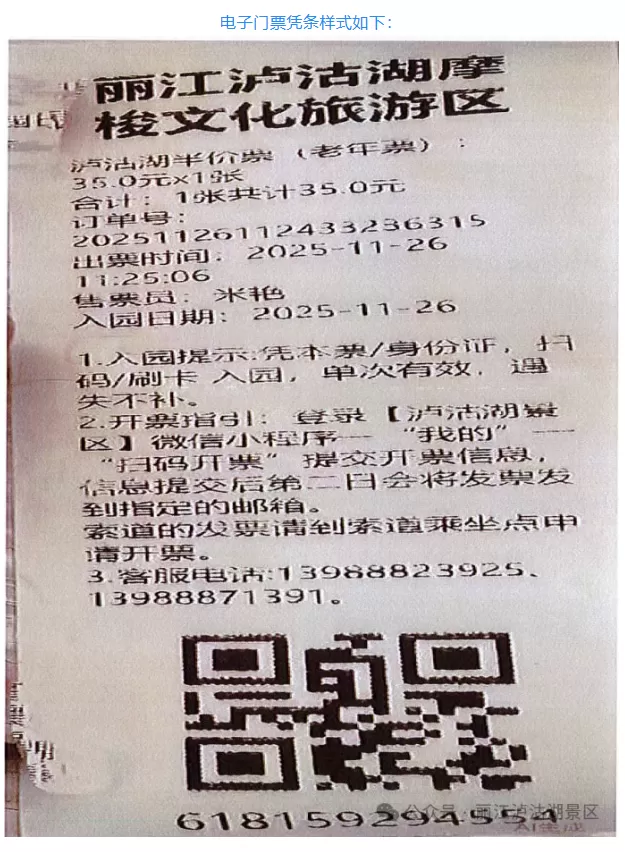 电子门票凭条样式如下：
丽江泸沽湖摩
梭文化旅游区
泸沽湖半价票（老年票）：
35.0元x1张
合计：1张共计35.0元
订单号：
20251126112433236315
出票时间：2025-11-26
11:25:06
售票员：米艳
入园日期：2025-11-26
1.入园提示:凭本票/身份证，扫
码/刷卡 入园，单次有效，遇
失不补。
2.开票指引：登录【泸沽湖景
区】微信小程序—“我的”—
“扫码开票”提交开票信息，
信息提交后第二日会将发票发
到指定的邮箱。
索道的发票请到索道乘坐点申
请开票。
3.客服电话:13988823925、
13988871391。
公众号·丽江泸沽湖景区
618159294554
AI生成